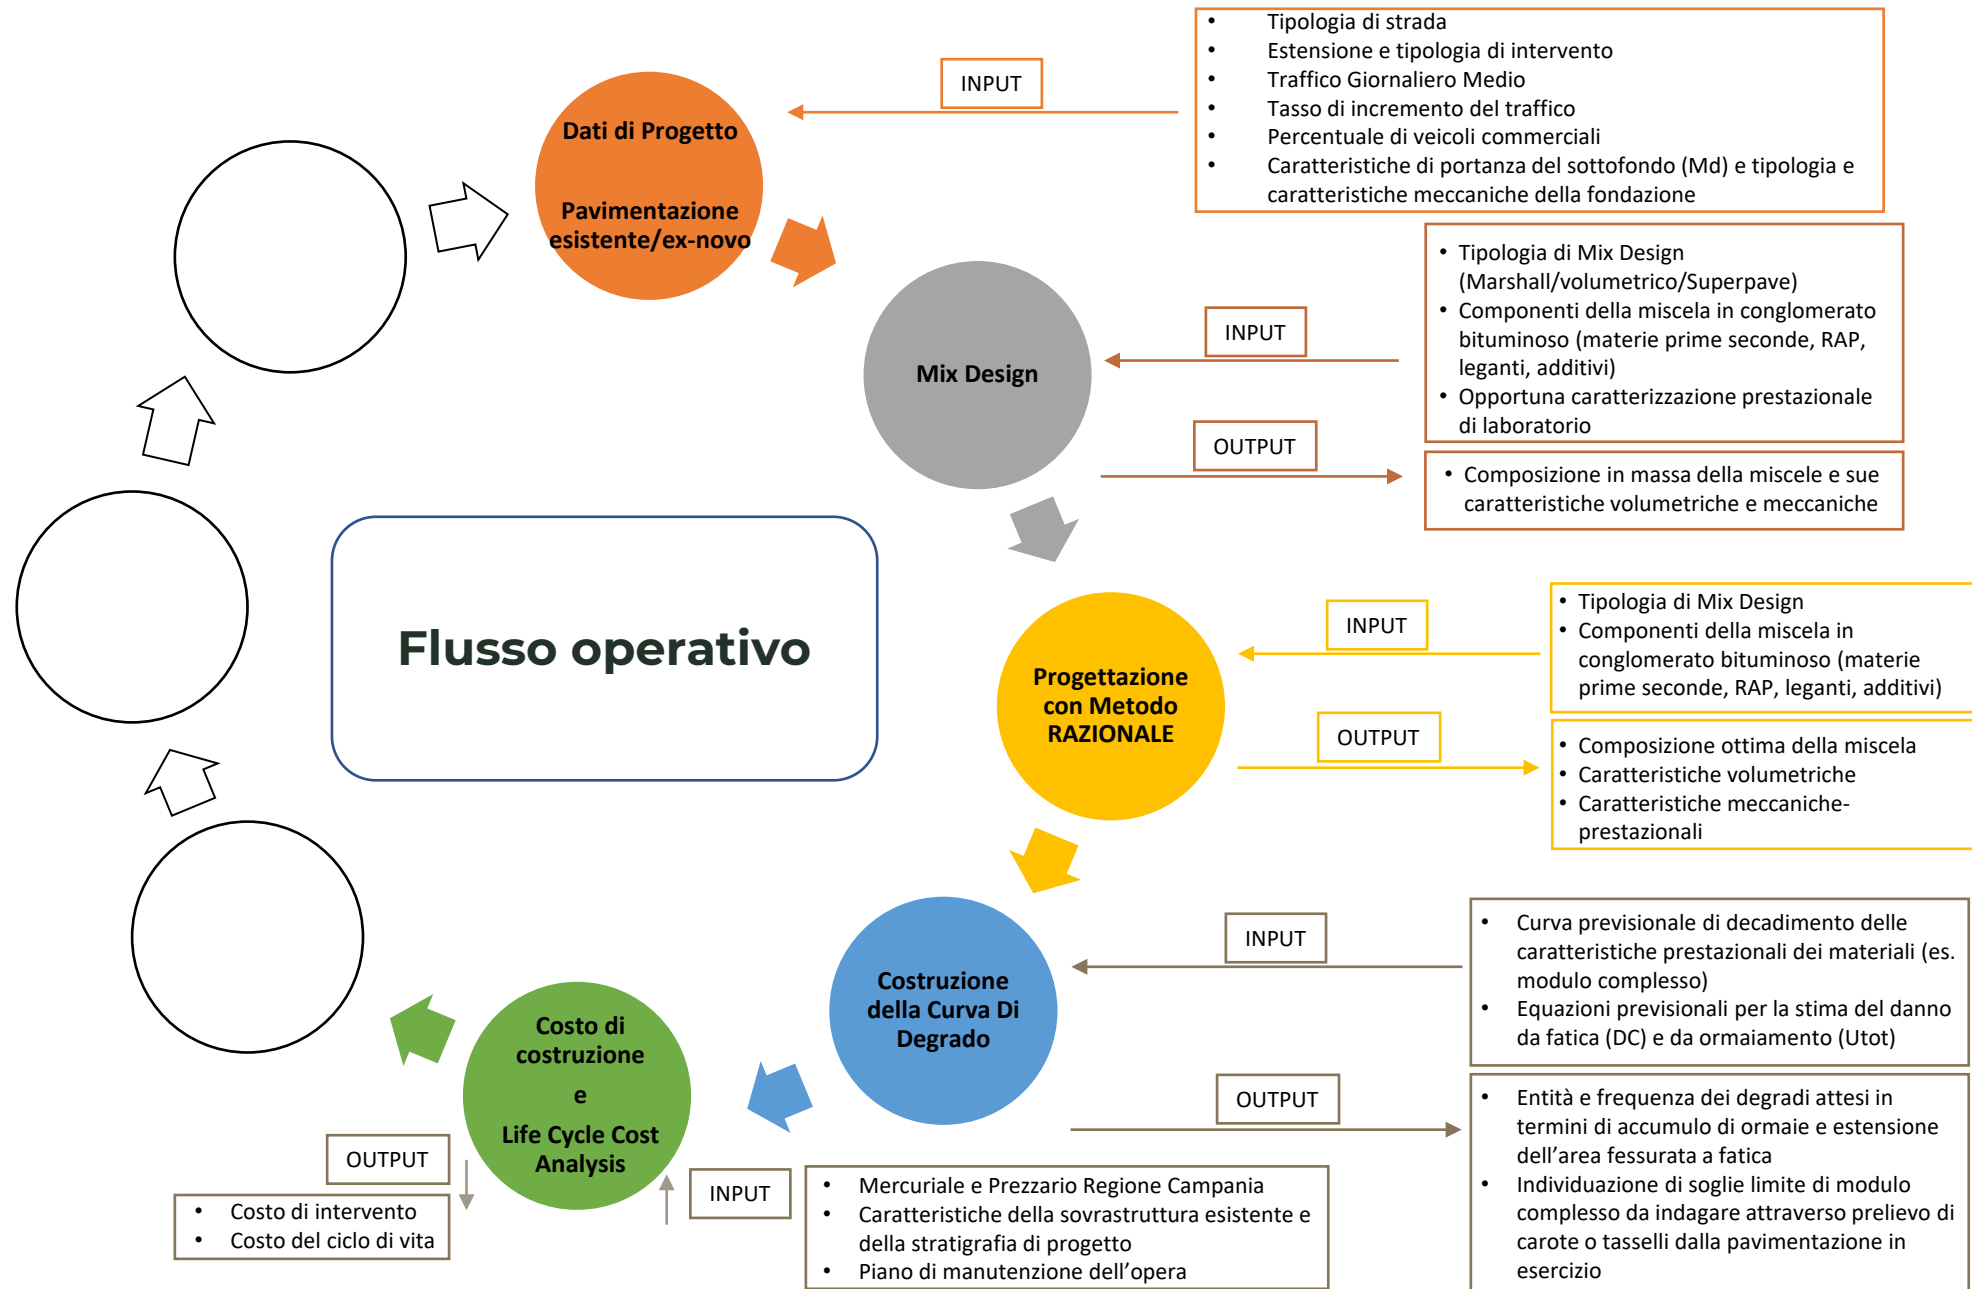 Dati di Progetto
Pavimentazione
esistente/ex-novo
INPUT
• Tipologia di strada
• Estensione e tipologia di intervento
• Traffico Giornaliero Medio
• Tasso di incremento del traffico
• Percentuale di veicoli commerciali
• Caratteristiche di portanza del sottofondo (Md) e tipologia e
caratteristiche meccaniche della fondazione
Mix Design
INPUT
• Tipologia di Mix Design
(Marshall/volumetrico/Superpave)
• Componenti della miscela in conglomerato
bituminoso (materie prime seconde, RAP,
leganti, additivi)
• Opportuna caratterizzazione prestazionale
di laboratorio
OUTPUT
• Composizione in massa della miscele e sue
caratteristiche volumetriche e meccaniche
Flusso operativo
Progettazione
con Metodo
RAZIONALE
INPUT
• Tipologia di Mix Design
• Componenti della miscela in
conglomerato bituminoso (materie
prime seconde, RAP, leganti, additivi)
OUTPUT
• Composizione ottima della miscela
• Caratteristiche volumetriche
• Caratteristiche meccaniche-
prestazionali
Costruzione
della Curva Di
Degrado
INPUT
• Curva previsionale di decadimento delle
caratteristiche prestazionali dei materiali (es.
modulo complesso)
• Equazioni previsionali per la stima del danno
da fatica (DC) e da ormaiamento (Utot)
OUTPUT
• Entità e frequenza dei degradi attesi in
termini di accumulo di ormaie e estensione
dell’area fessurata a fatica
• Individuazione di soglie limite di modulo
complesso da indagare attraverso prelievo di
carote o tasselli dalla pavimentazione in
esercizio
Costo di
costruzione
e
Life Cycle Cost
Analysis
INPUT
• Mercuriale e Prezzario Regione Campania
• Caratteristiche della sovrastruttura esistente e
della stratigrafia di progetto
• Piano di manutenzione dell’opera
OUTPUT
• Costo di intervento
• Costo del ciclo di vita